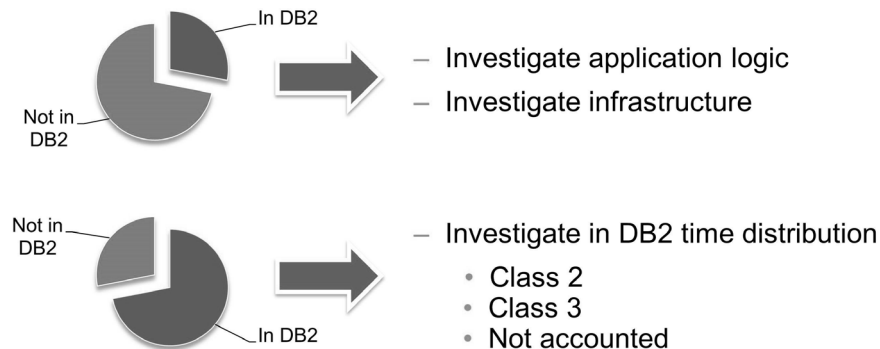 In DB2
Not in
DB2
– Investigate application logic
– Investigate infrastructure
Not in
DB2
In DB2
– Investigate in DB2 time distribution
• Class 2
• Class 3
• Not accounted